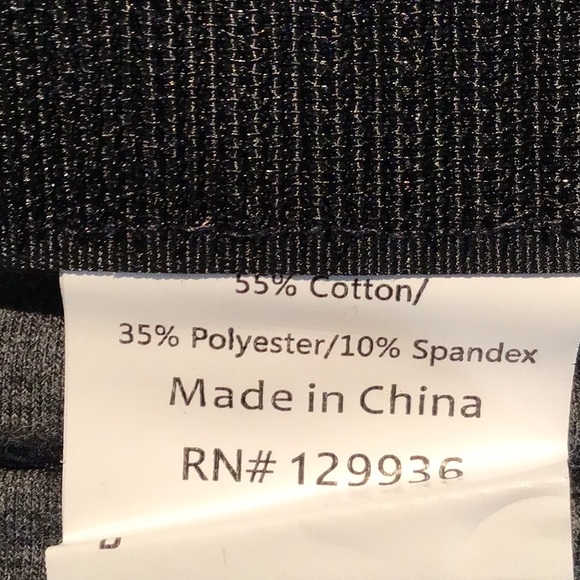 55% Cotton/
35% Polyester/10% Spandex
Made in China
RN# 129936